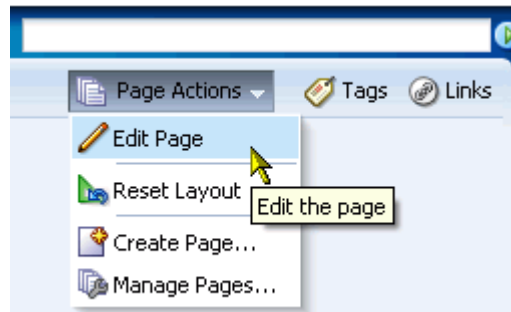 Page Actions Tags Links
Edit Page
Reset Layout
Edit the page
Create Page...
Manage Pages...